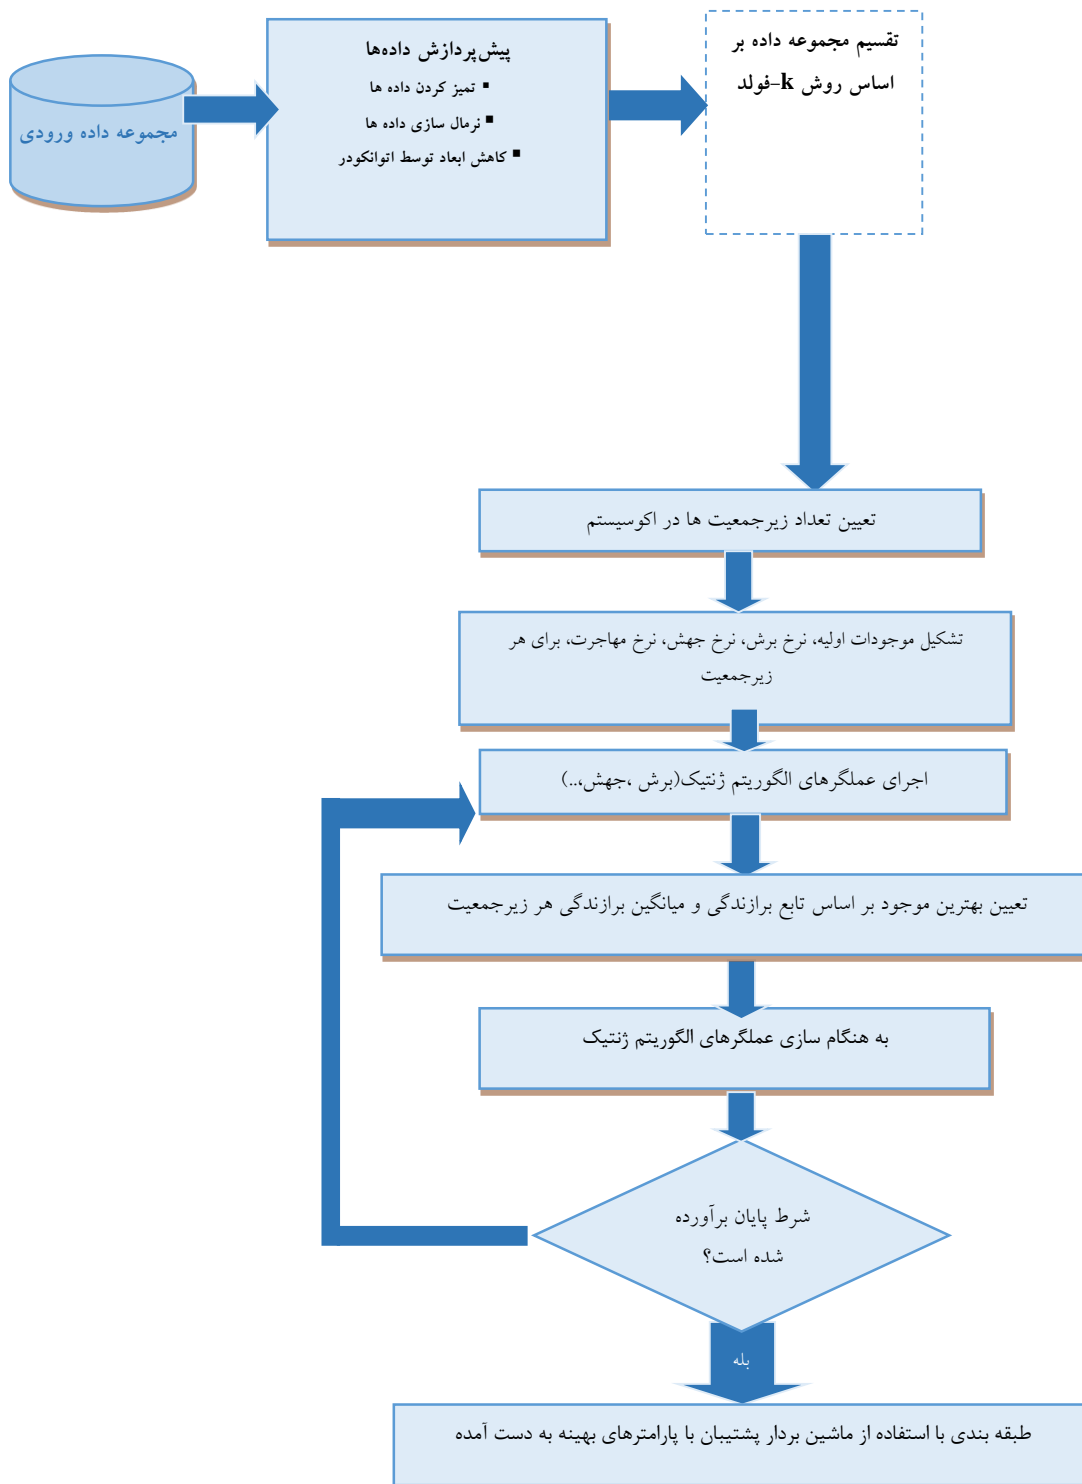 مجموعه داده ورودی
پیش‌پردازش داده‌ها
▪ تمیز کردن داده ها
▪ نرمال سازی داده ها
▪ کاهش ابعاد توسط اتوانکودر
تقسیم مجموعه داده بر
اساس روش k-فولد
تعیین تعداد زیرجمعیت ها در اکوسیستم
تشکیل موجودات اولیه، نرخ برش، نرخ جهش، نرخ مهاجرت، برای هر
زیرجمعیت
اجرای عملگرهای الگوریتم ژنتیک(برش ،جهش،..)
تعیین بهترین موجود بر اساس تابع برازندگی و میانگین برازندگی هر زیرجمعیت
به هنگام سازی عملگرهای الگوریتم ژنتیک
شرط پایان برآورده
شده است؟
بله
طبقه بندی با استفاده از ماشین بردار پشتیبان با پارامترهای بهینه به دست آمده